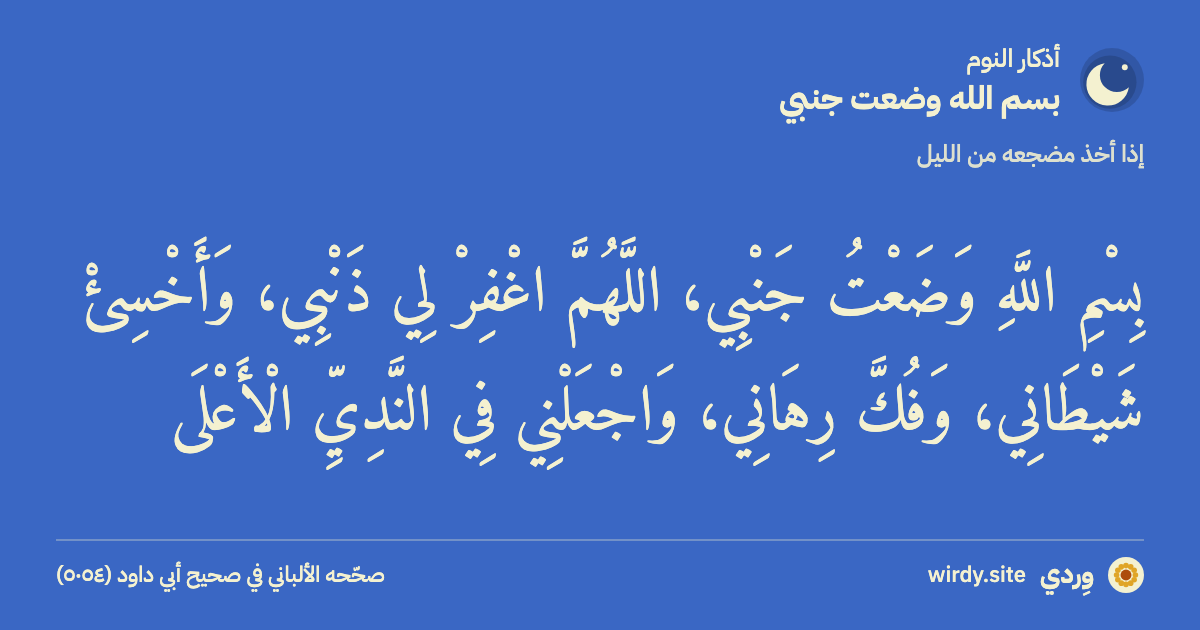 أذكار النوم
بسم الله وضعت جنبي
إذا أخذ مضجعه من الليل
بِسْمِ اللَّهِ وَضَعْتُ جَنْبِي، اللَّهُمَّ اغْفِرْ لِي ذَنْبِي، وَأَخْسِئْ
شَيْطَانِي، وَفُكَّ رِهَانِي، وَاجْعَلْنِي فِي النَّدِيِّ الْأَعْلَى
وِردي wirdy.site
صحّحه الألباني في صحيح أبي داود (٥٠٥٤)